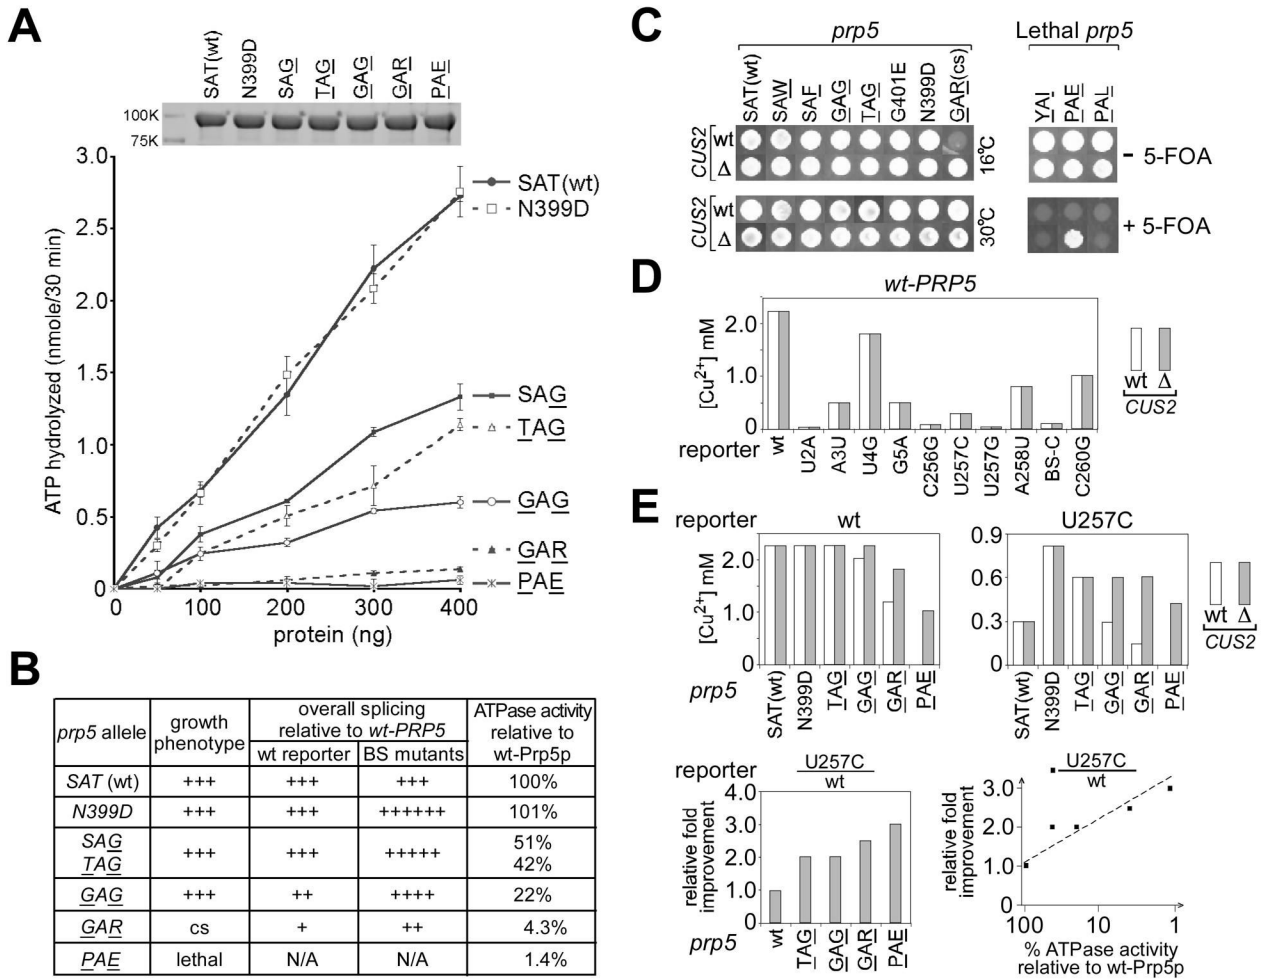 A
SAT(wt)
N399D
SAG
TAG
GAG
GAR
PAE
100K
75K
3.0
2.5
2.0
1.5
1.0
0.5
0
0
100
200
300
400
ATP hydrolyzed (nmole/30 min)
protein (ng)
SAT(wt)
N399D
SAG
TAG
GAG
GAR
PAE
B
prp5 allele
growth phenotype
overall splicing relative to wt-PRP5
wt reporter
BS mutants
ATPase activity relative to wt-Prp5p
SAT (wt) +++ +++ +++ 100%
N399D +++ +++ ++++++ 101%
SAG 51%
+++ +++ +++++
TAG 42%
GAG +++ ++ ++++ 22%
GAR cs + ++ 4.3%
PAE lethal N/A N/A 1.4%
C
prp5
Lethal prp5
SAT(wt)
SAW
SAF
GAG
TAG
G401E
N399D
GAR(cs)
YAI
PAE
PAL
CUS2
wt
Δ
16°C
- 5-FOA
CUS2
wt
Δ
30°C
+ 5-FOA
D
wt-PRP5
[Cu2+] mM
2.0
1.0
0
reporter
wt
U2A
A3U
U4G
G5A
C256G
U257C
U257G
A258U
BS-C
C260G
wt Δ
CUS2
E
reporter
wt
U257C
[Cu2+] mM
2.0
1.0
0
0.9
0.6
0.3
0
prp5
SAT(wt)
N399D
TAG
GAG
GAR
PAE
SAT(wt)
N399D
TAG
GAG
GAR
PAE
wt Δ
CUS2
reporter
U257C
wt
relative fold improvement
4.0
3.0
2.0
1.0
0
prp5
wt
TAG
GAG
GAR
PAE
U257C
wt
relative fold improvement
3.0
2.0
1.0
0
100
10
1
% ATPase activity
relative to wt-Prp5p